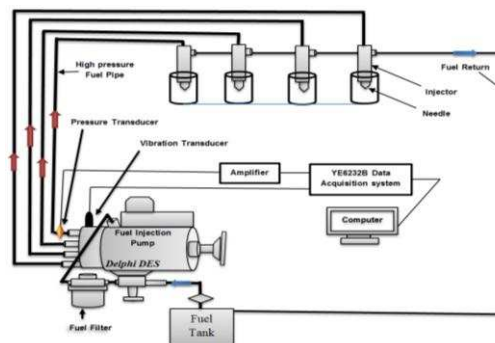 High pressure
Fuel Pipe
Fuel Return
Injector
Needle
Pressure Transducer
Vibration Transducer
Amplifier
YE6232B Data
Acquisition system
Computer
Fuel Injection
Pump
Delphi DES
Fuel Filter
Fuel
Tank